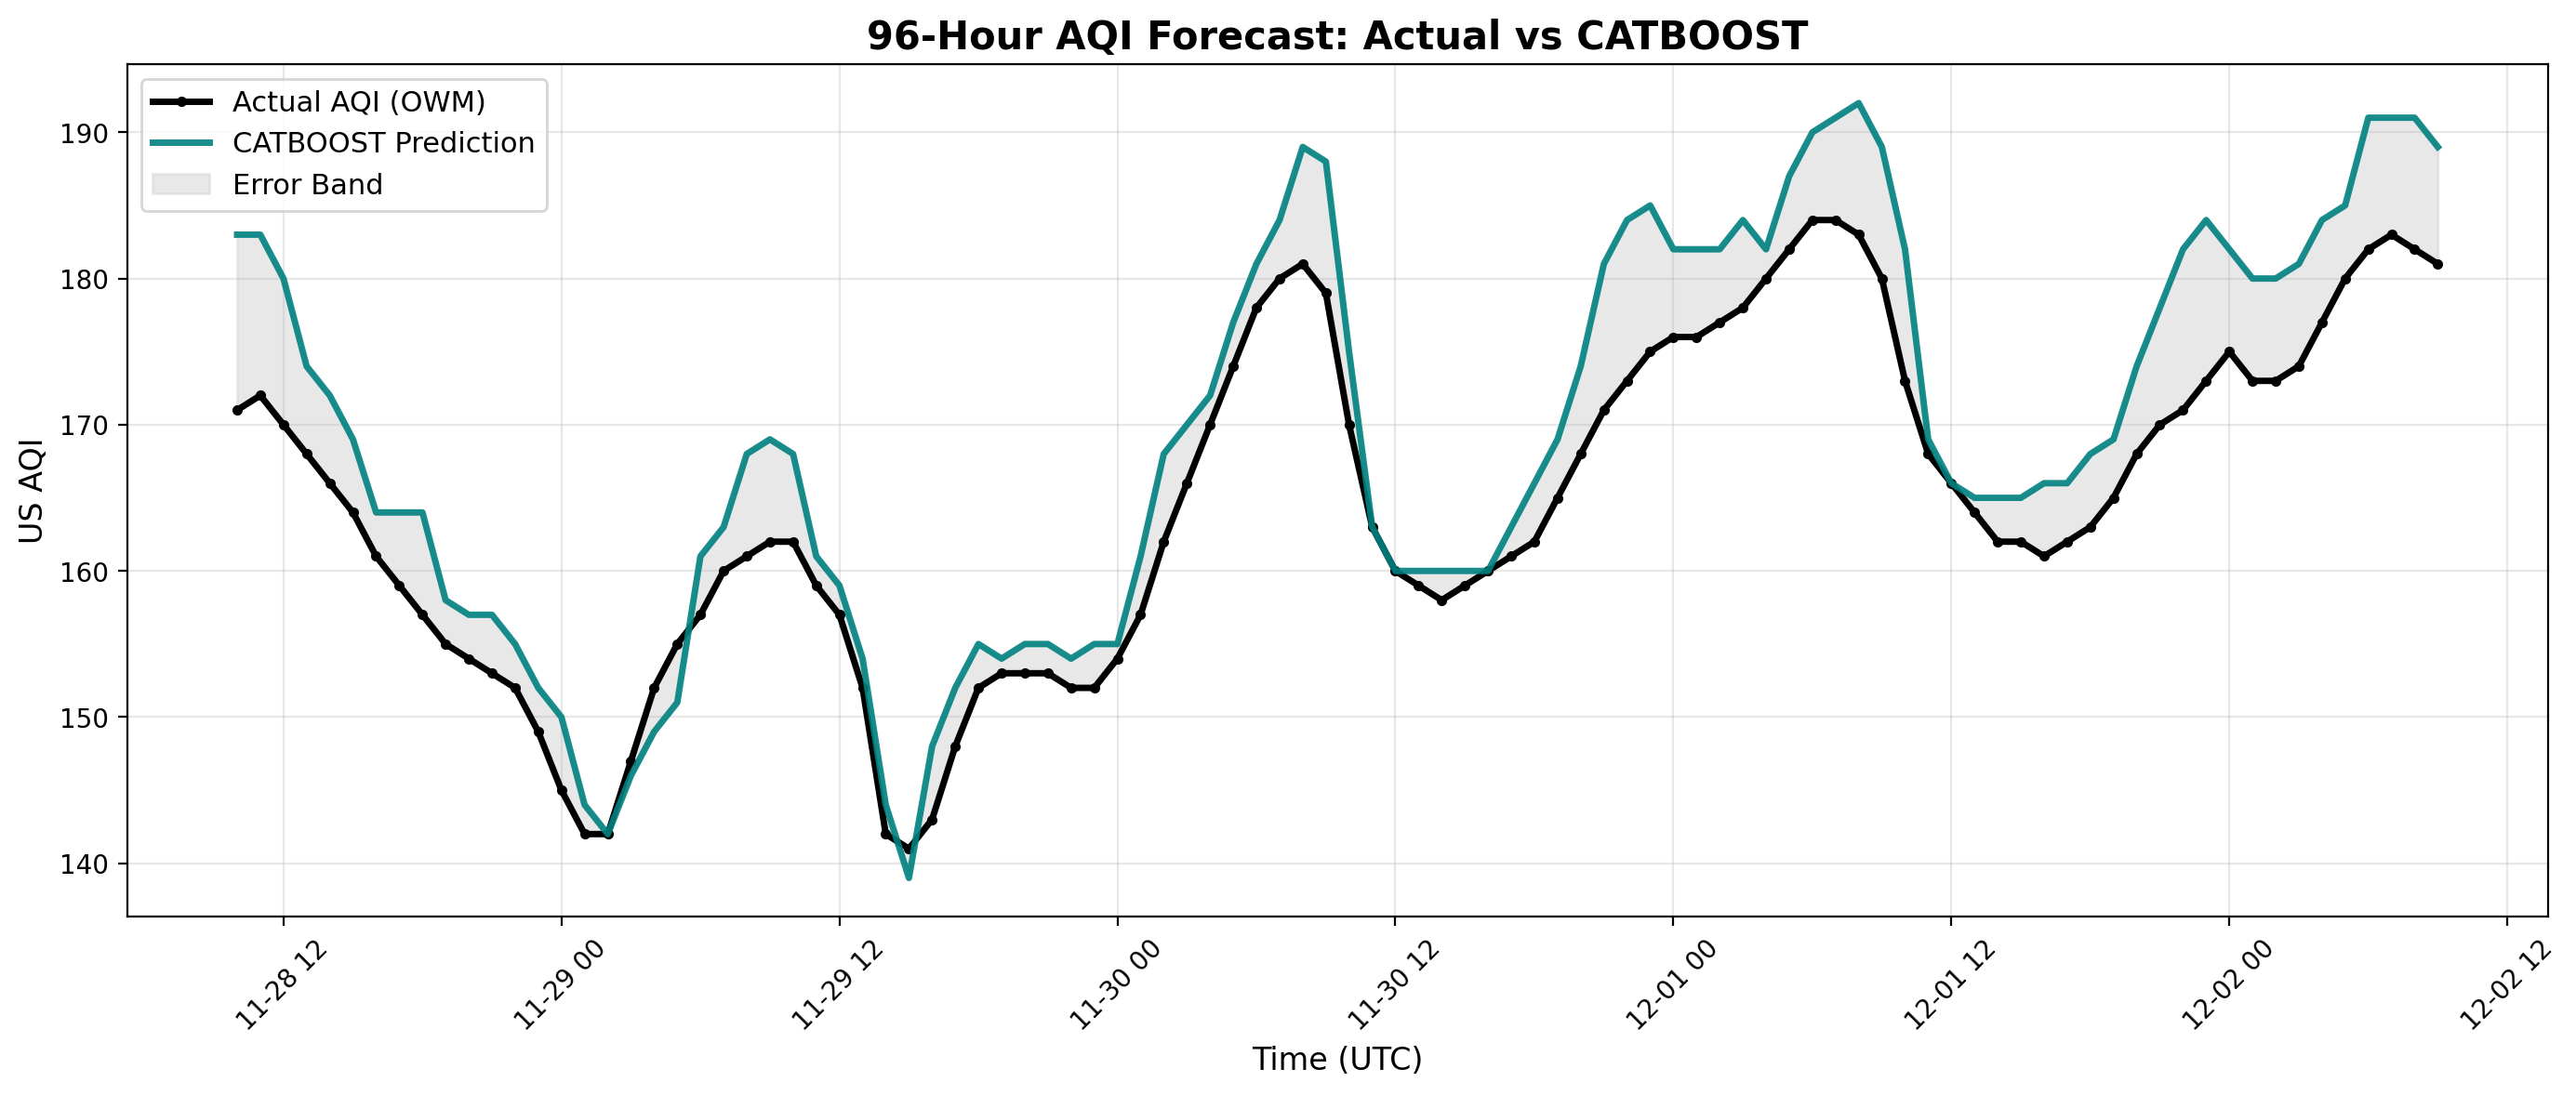 96-Hour AQI Forecast: Actual vs CATBOOST
Actual AQI (OWM)
CATBOOST Prediction
Error Band
US AQI
190
180
170
160
150
140
11-28 12
11-29 00
11-29 12
11-30 00
11-30 12
12-01 00
12-01 12
12-02 00
12-02 12
Time (UTC)